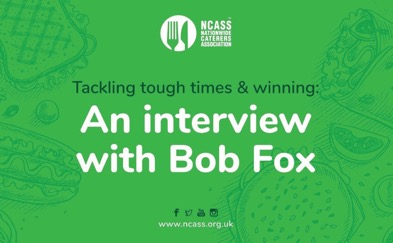 NCASS
NATIONWIDE
CATERERS
ASSOCIATION
Tackling tough times & winning:
An interview
with Bob Fox
www.ncass.org.uk